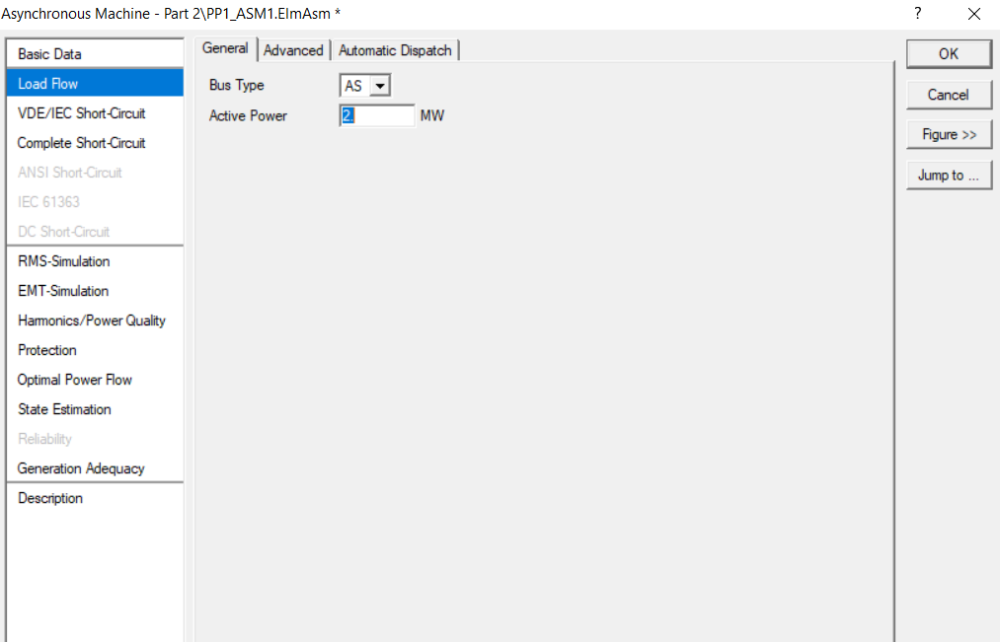 Asynchronous Machine - Part 2\PP1_ASM1.ElmAsm *
?
Basic Data
Load Flow
VDE/IEC Short-Circuit
Complete Short-Circuit
ANSI Short-Circuit
IEC 61363
DC Short-Circuit
RMS-Simulation
EMT-Simulation
Harmonics/Power Quality
Protection
Optimal Power Flow
State Estimation
Reliability
Generation Adequacy
Description
General Advanced Automatic Dispatch
Bus Type AS
Active Power 2. MW
OK
Cancel
Figure >>
Jump to ...